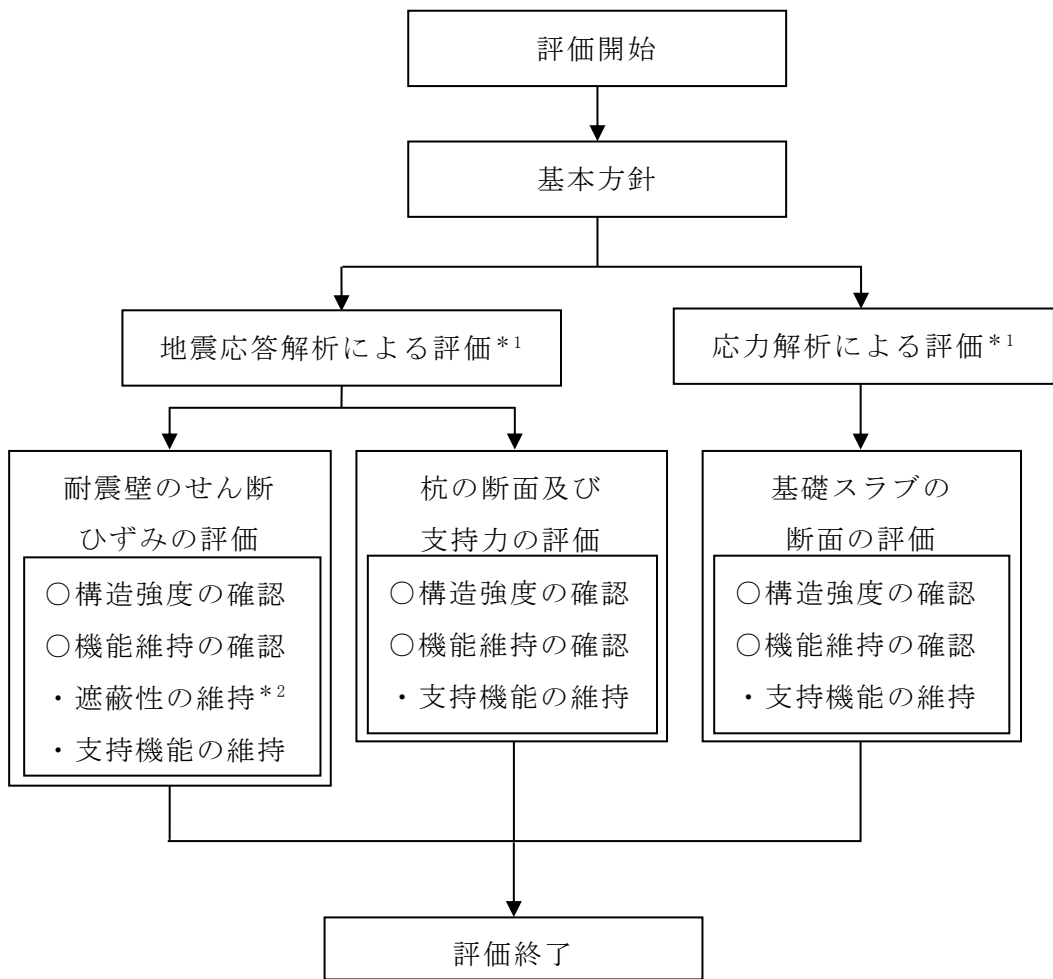 評価開始
基本方針
地震応答解析による評価*1
応力解析による評価*1
耐震壁のせん断
ひずみの評価
○構造強度の確認
○機能維持の確認
・遮蔽性の維持*2
・支持機能の維持
杭の断面及び
支持力の評価
○構造強度の確認
○機能維持の確認
・支持機能の維持
基礎スラブの
断面の評価
○構造強度の確認
○機能維持の確認
・支持機能の維持
評価終了